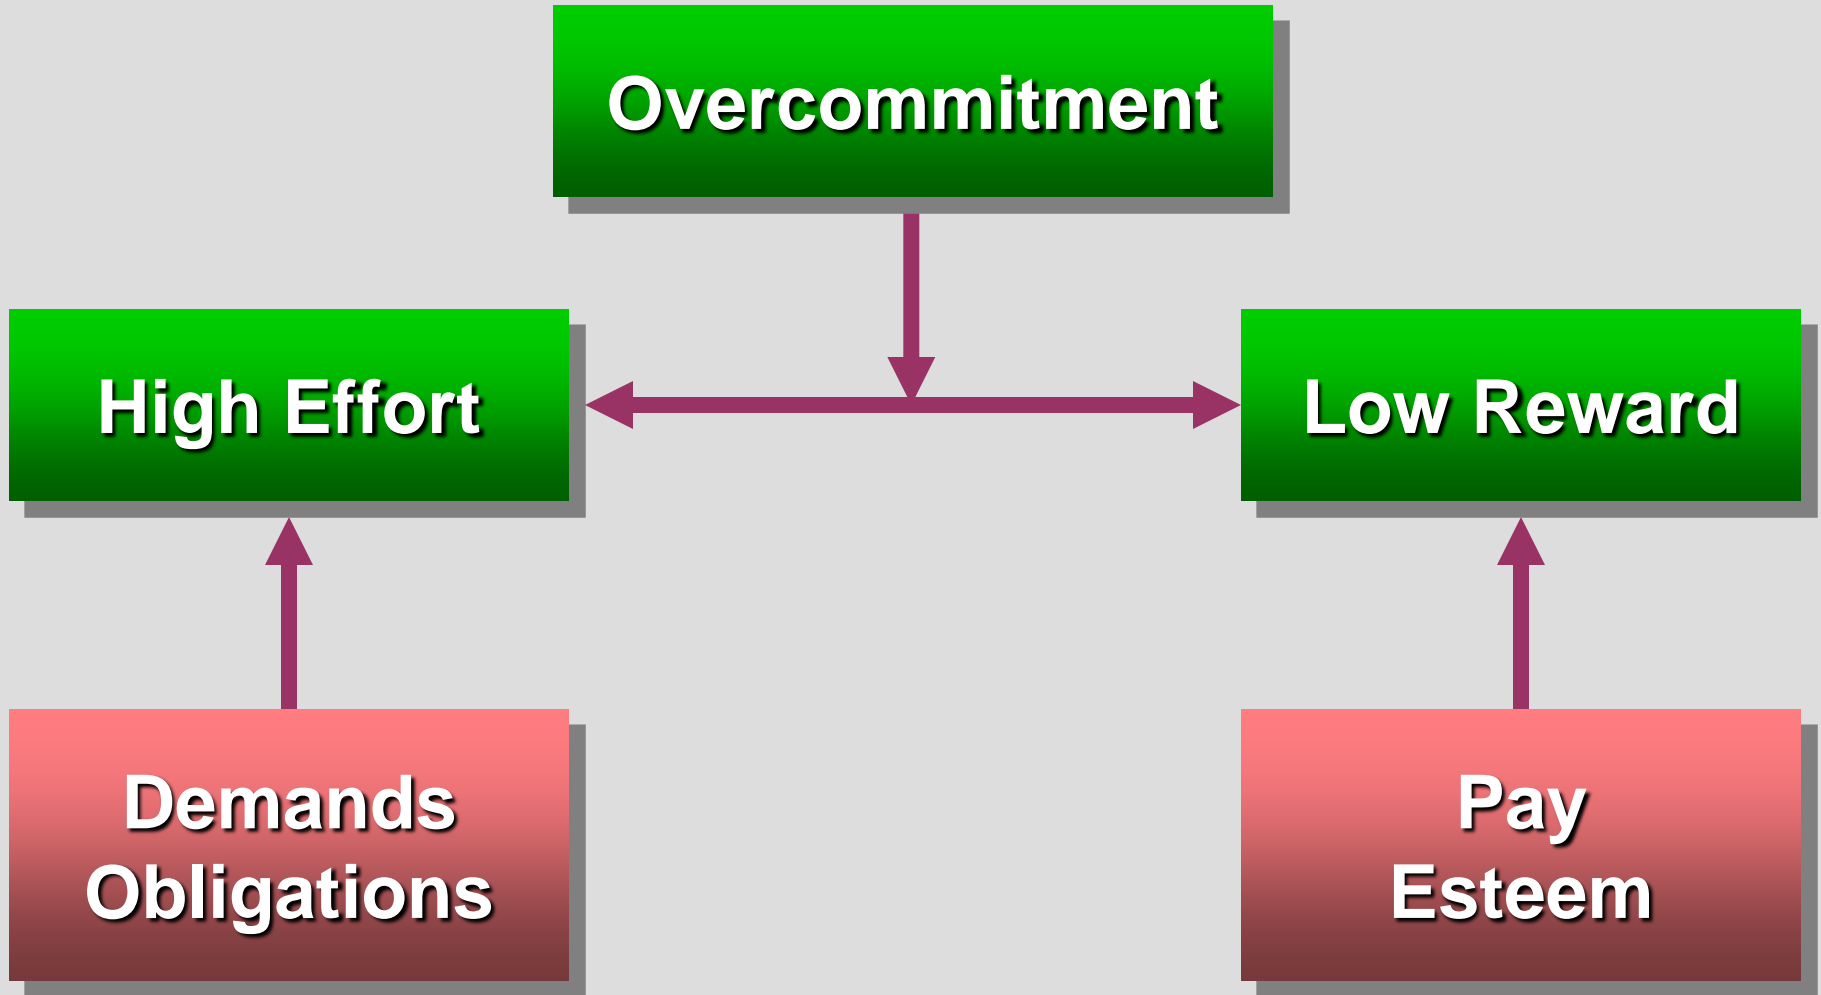 Overcommitment
High Effort
Low Reward
Demands
Obligations
Pay
Esteem